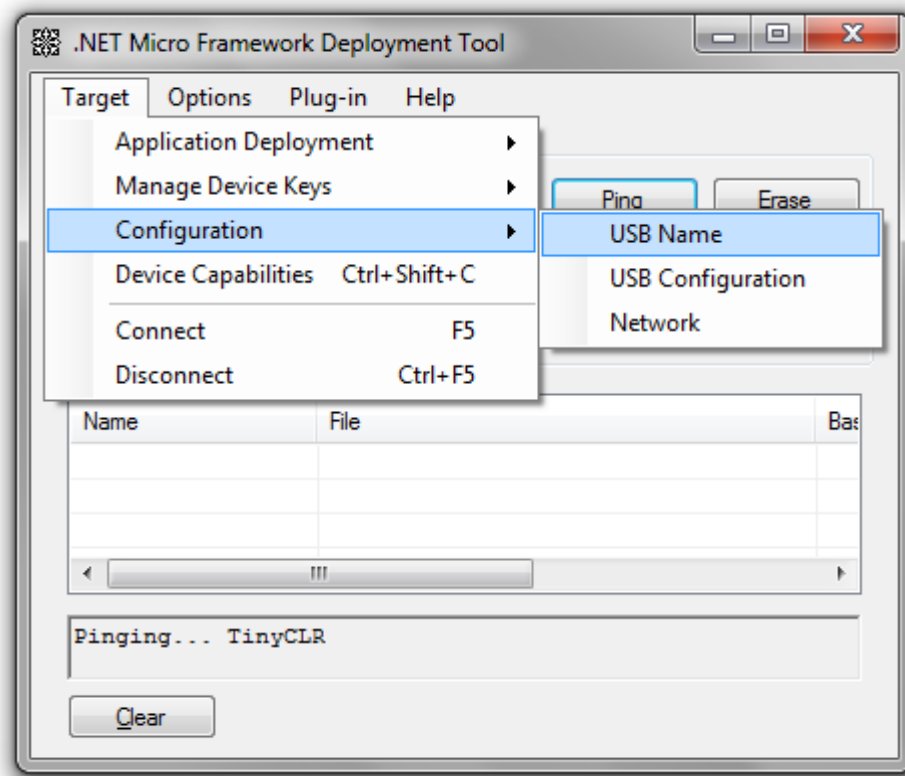 .NET Micro Framework Deployment Tool
Target Options Plug-in Help
Application Deployment
Manage Device Keys
Ping Erase
Configuration
USB Name
Device Capabilities Ctrl+Shift+C
USB Configuration
Connect F5
Network
Disconnect Ctrl+F5
Name File Bas
Pinging... TinyCLR
Clear